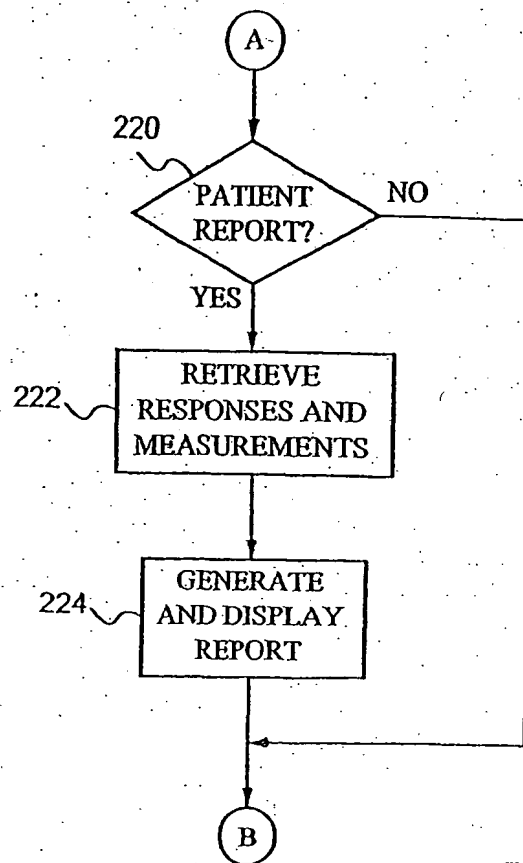 A
220
PATIENT
REPORT?
NO
YES
222
RETRIEVE
RESPONSES AND
MEASUREMENTS
224
GENERATE
AND DISPLAY
REPORT
B